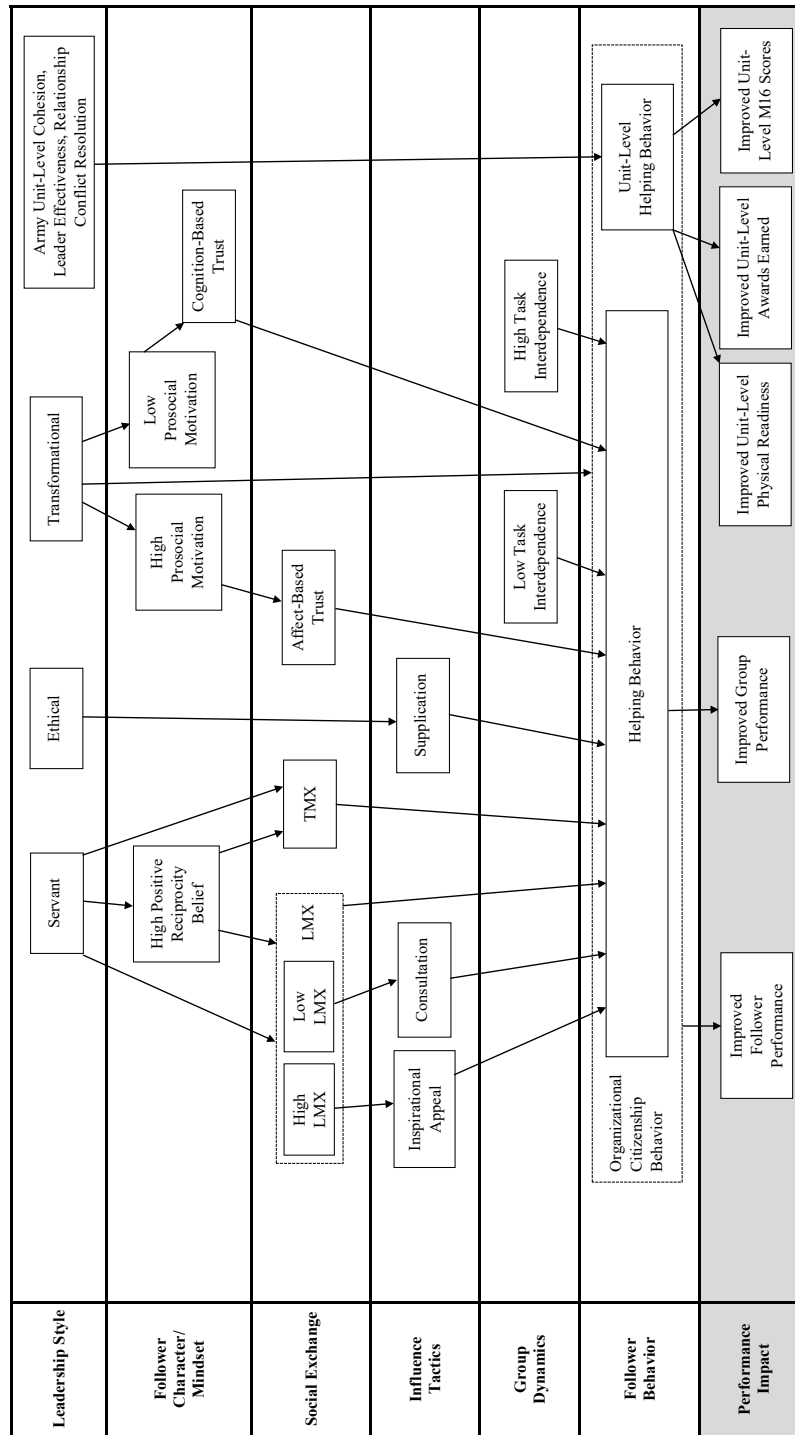 Leadership Style
Servant
Ethical
Transformational
Army Unit-Level Cohesion,
Leader Effectiveness, Relationship
Conflict Resolution
Follower
Character/
Mindset
High Positive
Reciprocity
Belief
High
Prosocial
Motivation
Low
Prosocial
Motivation
Cognition-Based
Trust
Social Exchange
High
LMX
Low
LMX
LMX
TMX
Affect-Based
Trust
Influence
Tactics
Inspirational
Appeal
Consultation
Supplication
Group
Dynamics
Low Task
Interdependence
High Task
Interdependence
Follower
Behavior
Organizational
Citizenship
Behavior
Helping Behavior
Unit-Level
Helping Behavior
Performance
Impact
Improved
Follower
Performance
Improved Group
Performance
Improved Unit-Level
Physical Readiness
Improved Unit-Level
Awards Earned
Improved Unit-
Level M16 Scores